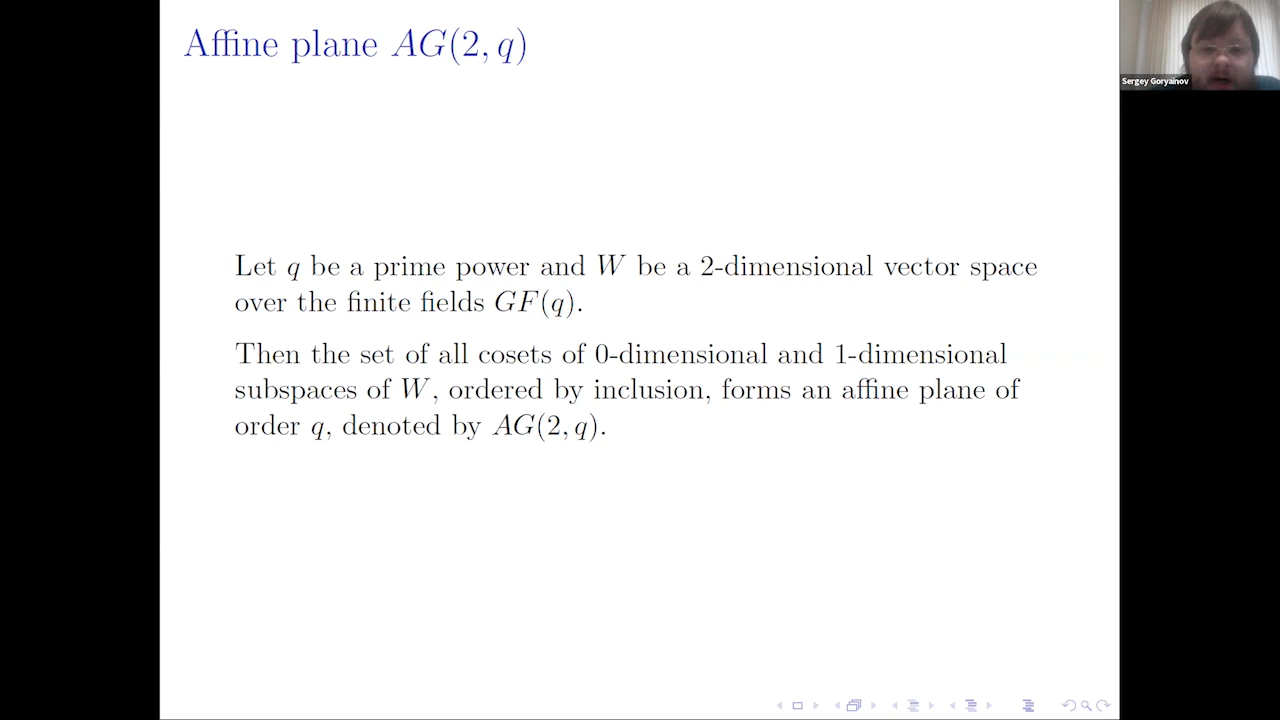 Affine plane AG(2, q)
Sergey Goryainov
Let q be a prime power and W be a 2-dimensional vector space
over the finite fields GF(q).
Then the set of all cosets of 0-dimensional and 1-dimensional
subspaces of W, ordered by inclusion, forms an affine plane of
order q, denoted by AG(2, q).